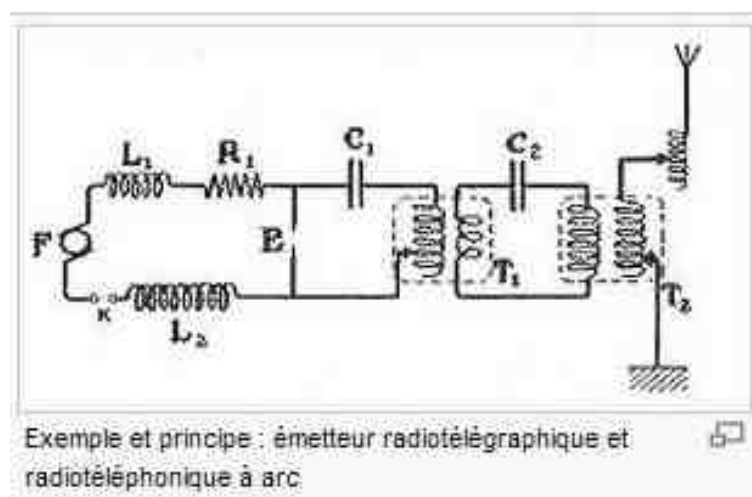 L₁ R₁ C₁ C₂
F E
K L₂ T₁ T₂
Exemple et principe : émetteur radiotélégraphique et
radiotéléphonique à arc